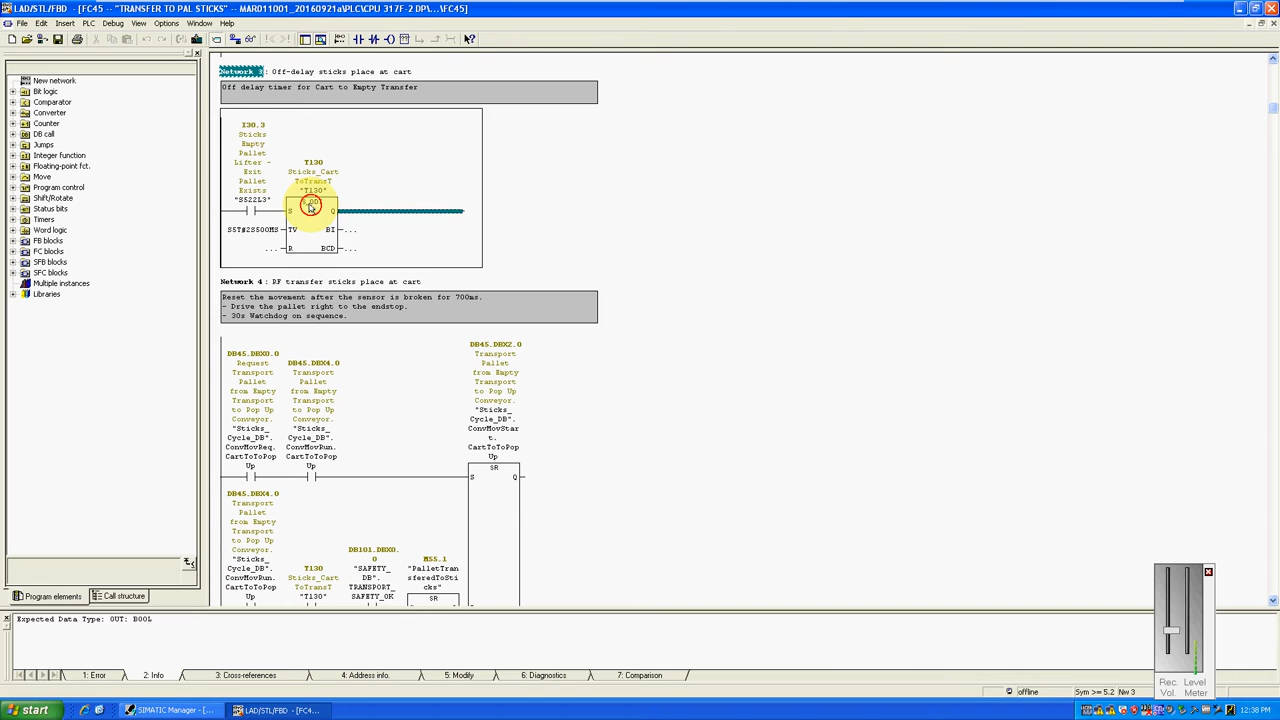 LAD/STL/FBD - [FC45 -- "TRANSFER TO PAL STICKS" -- MAR011001_20160921a\PLC\CPU 317F-2 DP\...\FC45]
File Edit Insert PLC Debug View Options Window Help
New network
Bit logic
Comparator
Converter
Counter
DB call
Jumps
Integer function
Floating-point fct.
Move
Program control
Shift/Rotate
Status bits
Timers
Word logic
FB blocks
FC blocks
SFB blocks
SFC blocks
Multiple instances
Libraries
Program elements
Call structure
Network 3 : Off-delay sticks place at cart
Off delay timer for Cart to Empty Transfer
I30.3
Sticks
Empty
Pallet
Lifter -
Exit
Pallet
Exists
"S522L3"
T130
Sticks_Cart
ToTransT
"T130"
S Q
S5T#2S500MS TV BI ...
... R BCD ...
Network 4 : RF transfer sticks place at cart
Reset the movement after the sensor is broken for 700ms.
- Drive the pallet right to the endstop.
- 30s Watchdog on sequence.
DB45.DBX0.0
Request
Transport
Pallet
from Empty
Transport
to Pop Up
Conveyor.
"Sticks_
Cycle_DB".
ConvMovReq.
CartToToPop
Up
DB45.DBX4.0
Transport
Pallet
from Empty
Transport
to Pop Up
Conveyor.
"Sticks_
Cycle_DB".
ConvMovRun.
CartToToPop
Up
DB45.DBX2.0
Transport
Pallet
from Empty
Transport
to Pop Up
Conveyor.
"Sticks_
Cycle_DB".
ConvMovStar
t.
CartToToPop
Up
SR
S Q
DB45.DBX4.0
Transport
Pallet
from Empty
Transport
to Pop Up
Conveyor.
"Sticks_
Cycle_DB".
ConvMovRun.
CartToToPop
Up
T130
Sticks_Cart
ToTransT
"T130"
DB101.DBX0.
0
"SAFETY_
DB".
TRANSPORT_
SAFETY_OK
M55.1
"PalletTran
sferedToSti
cks"
SR
Expected Data Type: OUT: BOOL
1: Error 2: Info 3: Cross-references 4: Address info. 5: Modify 6: Diagnostics 7: Comparison
offline Sym >= 5.2 Nw 3
Rec. Vol. Level Meter
start SIMATIC Manager - [... LAD/STL/FBD - [FC45... 12:38 PM